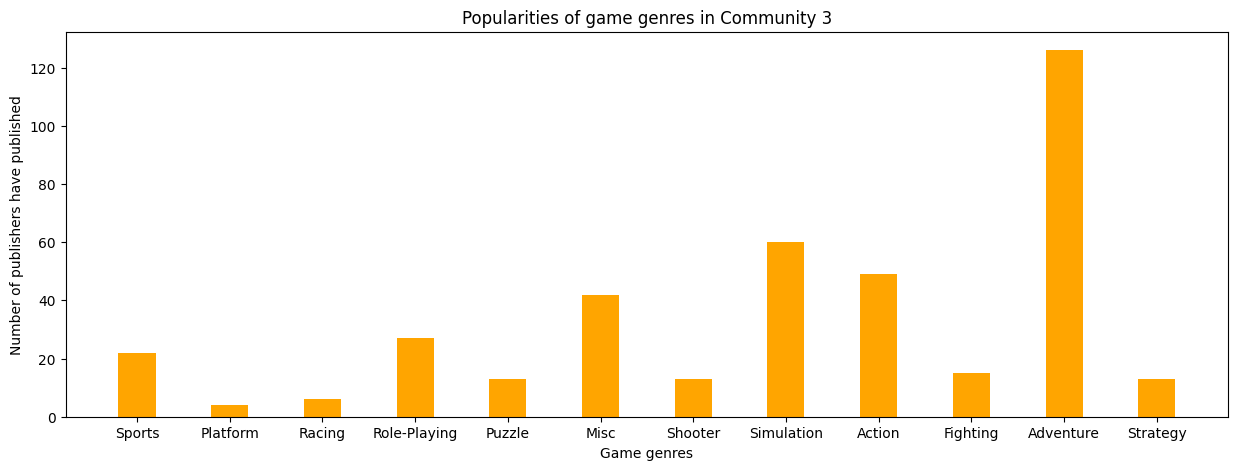 Popularities of game genres in Community 3
Number of publishers have published
120
100
80
60
40
20
0
Sports Platform Racing Role-Playing Puzzle Misc Shooter Simulation Action Fighting Adventure Strategy
Game genres